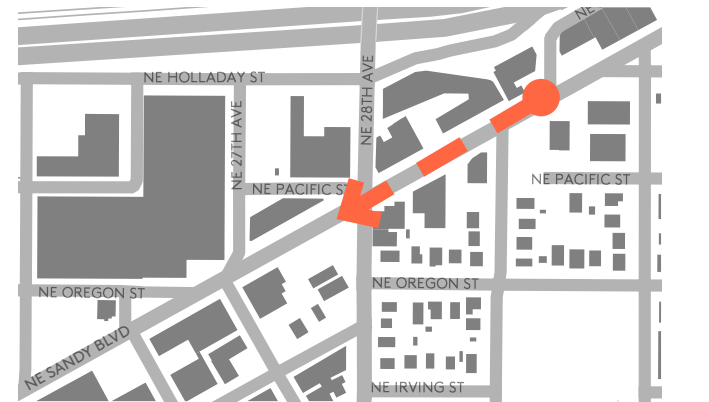 NE
NE HOLLADAY ST
NE 28TH AVE
NE 27TH AVE
NE PACIFIC ST
NE PACIFIC ST
NE OREGON ST
NE OREGON ST
NE SANDY BLVD
NE IRVING ST